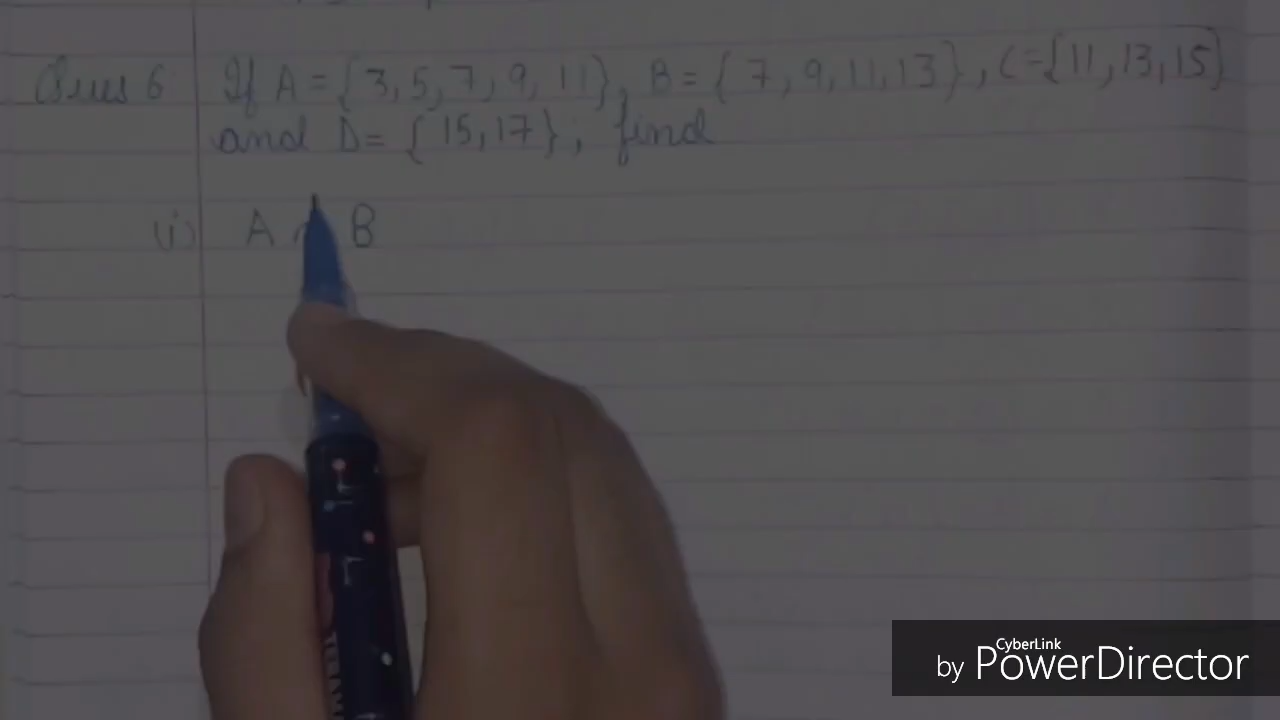 Ques 6 If A = {3, 5, 7, 9, 11}, B = {7, 9, 11, 13}, C = {11, 13, 15}
and D = {15, 17}, find
(i) A ∩ B
CyberLink
by PowerDirector